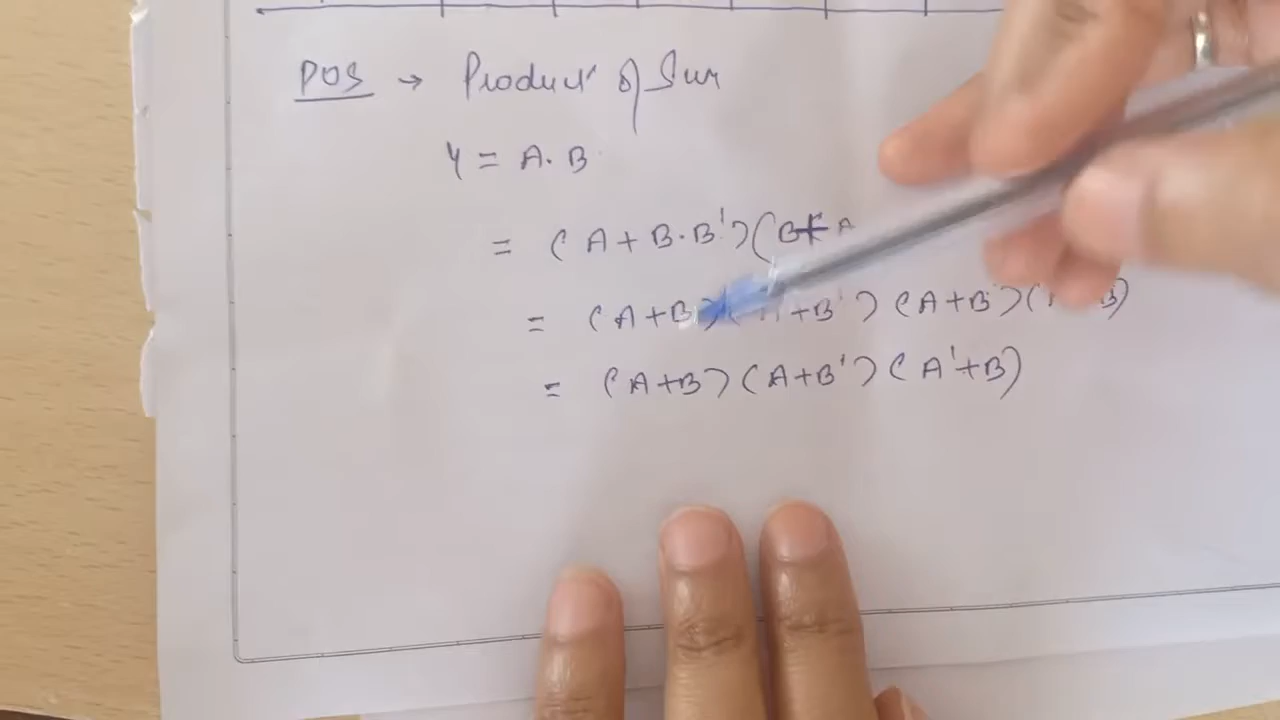 POS → Product of Sum
Y = A·B
= (A+B·B')(B+A
= (A+B)( +B')(A+B)( B)
= (A+B)(A+B')(A'+B)